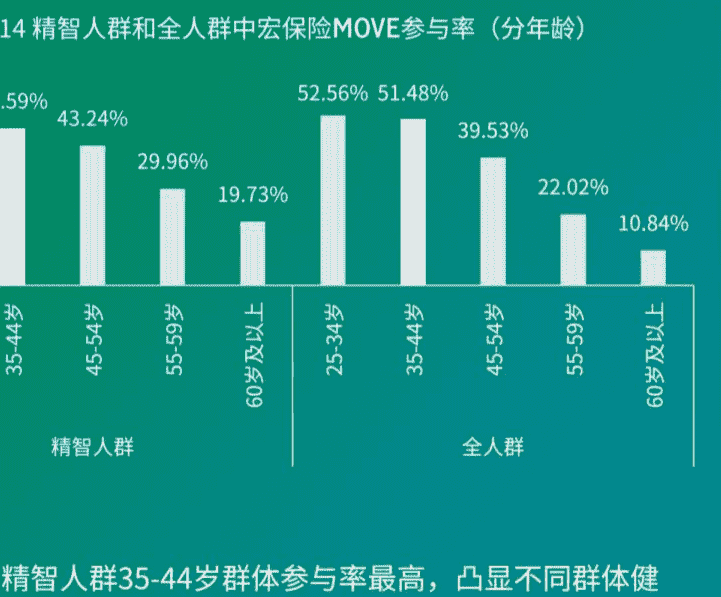 14 精智人群和全人群中宏保险MOVE参与率（分年龄）
.59% 43.24% 29.96% 19.73% 52.56% 51.48% 39.53% 22.02% 10.84%
35-44岁 45-54岁 55-59岁 60岁及以上 25-34岁 35-44岁 45-54岁 55-59岁 60岁及以上
精智人群 全人群
精智人群35-44岁群体参与率最高，凸显不同群体健